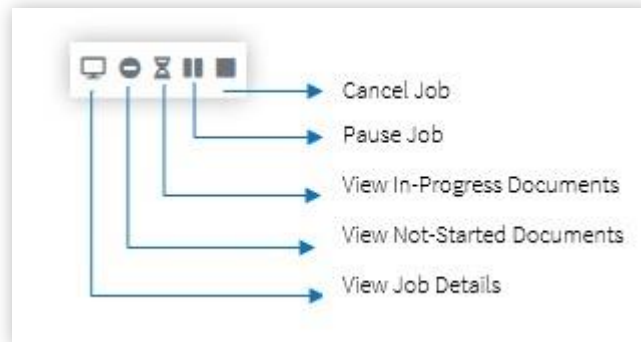 Cancel Job
Pause Job
View In-Progress Documents
View Not-Started Documents
View Job Details